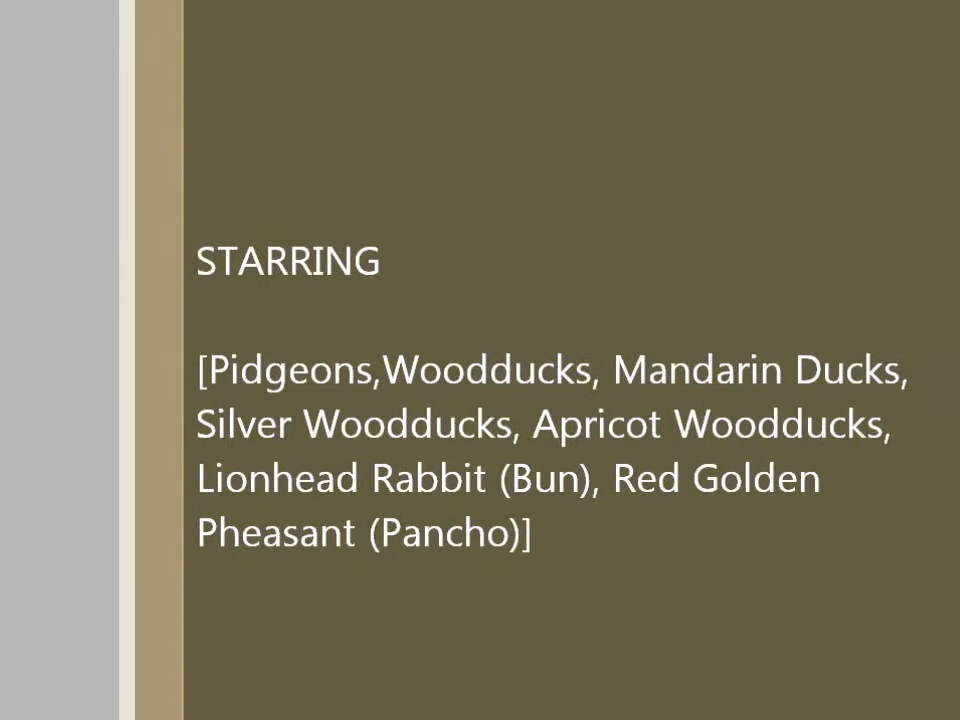 STARRING
[Pidgeons,Woodducks, Mandarin Ducks,
Silver Woodducks, Apricot Woodducks,
Lionhead Rabbit (Bun), Red Golden
Pheasant (Pancho)]